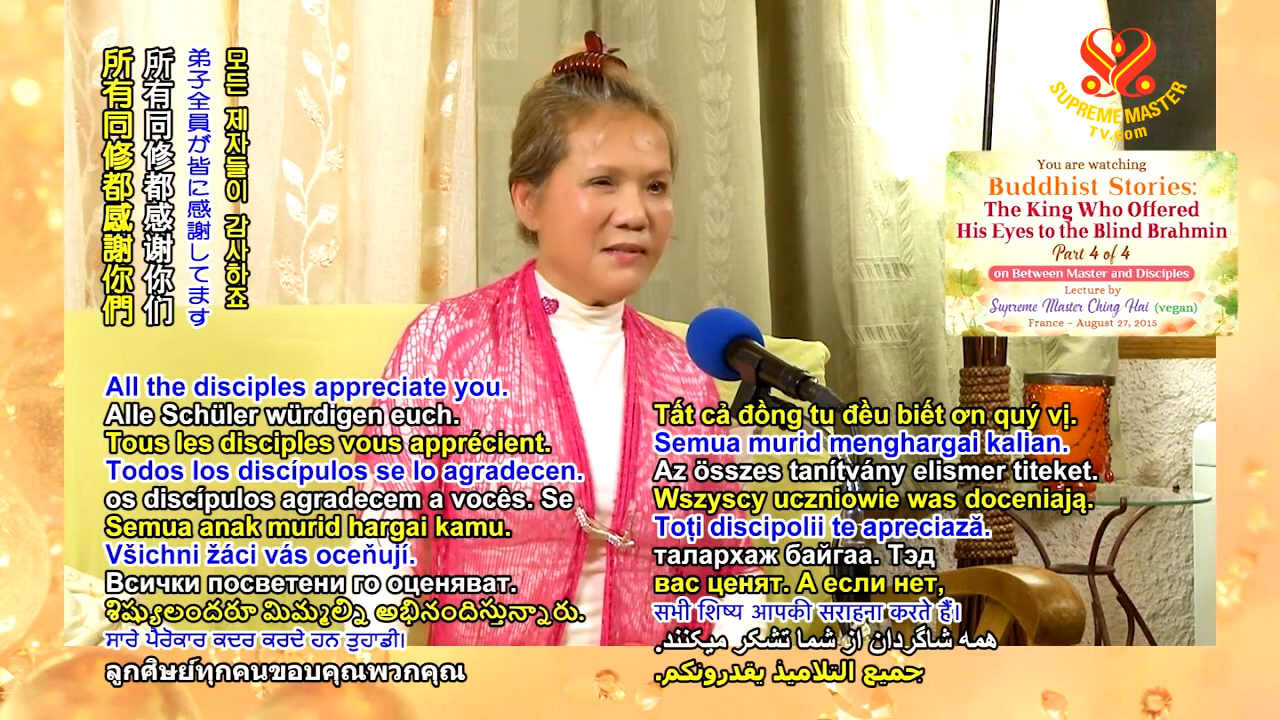 모든 제자들이 감사하죠
弟子全員が皆に感謝してます
所有同修都感谢你们
所有同修都感謝你們
SUPREME MASTER
TV.com
You are watching
Buddhist Stories:
The King Who Offered
His Eyes to the Blind Brahmin
Part 4 of 4
on Between Master and Disciples
Lecture by
Supreme Master Ching Hai (vegan)
France – August 27, 2015
All the disciples appreciate you.
Alle Schüler würdigen euch.
Tous les disciples vous apprécient.
Todos los discípulos se lo agradecen.
os discípulos agradecem a vocês. Se
Semua anak murid hargai kamu.
Všichni žáci vás oceňují.
Всички посветени го оценяват.
శిష్యులందరూ మిమ్మల్ని అభినందిస్తున్నారు.
ਸਾਰੇ ਪੈਰੋਕਾਰ ਕਦਰ ਕਰਦੇ ਹਨ ਤੁਹਾਡੀ।
ลูกศิษย์ทุกคนขอบคุณพวกคุณ
Tất cả đồng tu đều biết ơn quý vị.
Semua murid menghargai kalian.
Az összes tanítvány elismer titeket.
Wszyscy uczniowie was doceniają.
Toți discipolii te apreciază.
талархаж байгаа. Тэд
вас ценят. А если нет,
सभी शिष्य आपकी सराहना करते हैं।
همه شاگردان از شما تشکر میکنند.
جميع التلاميذ يقدرونكم.